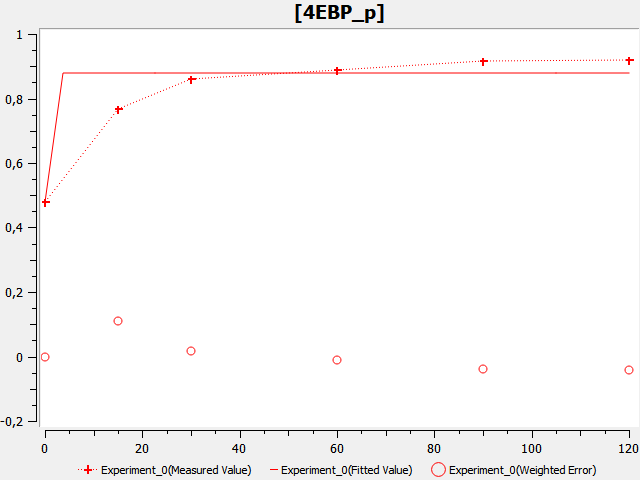 [4EBP_p]
1
0,8
0,6
0,4
0,2
0
-0,2
0 20 40 60 80 100 120
Experiment_0(Measured Value) Experiment_0(Fitted Value) Experiment_0(Weighted Error)